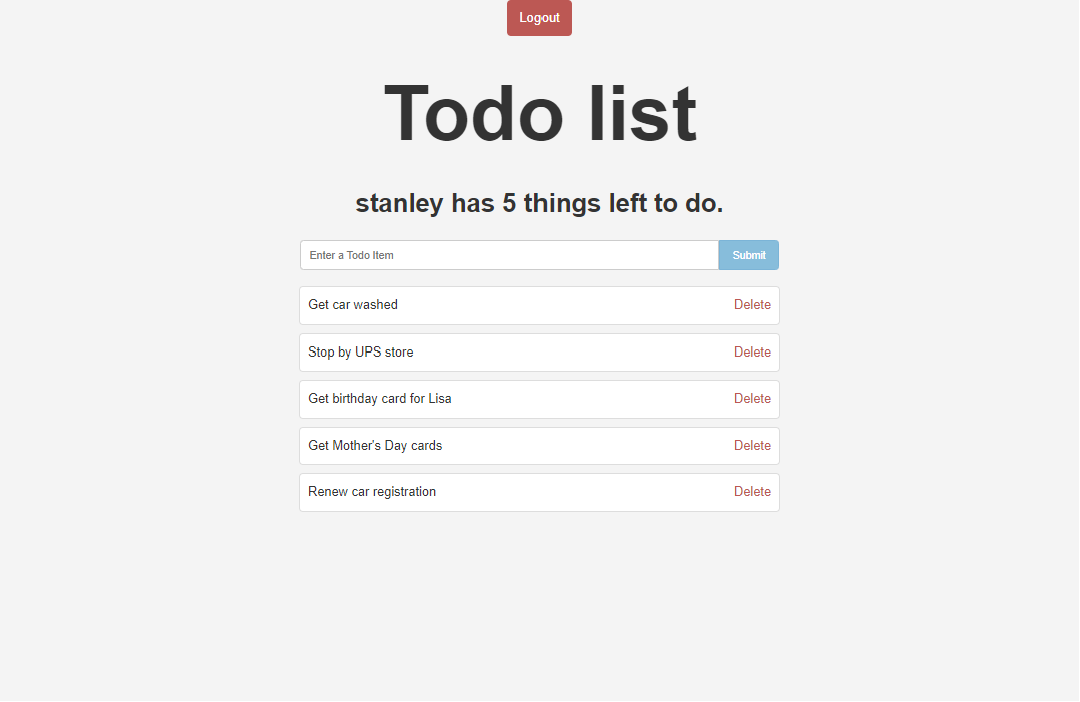 Logout
Todo list
stanley has 5 things left to do.
Enter a Todo Item
Submit
Get car washed
Delete
Stop by UPS store
Delete
Get birthday card for Lisa
Delete
Get Mother's Day cards
Delete
Renew car registration
Delete